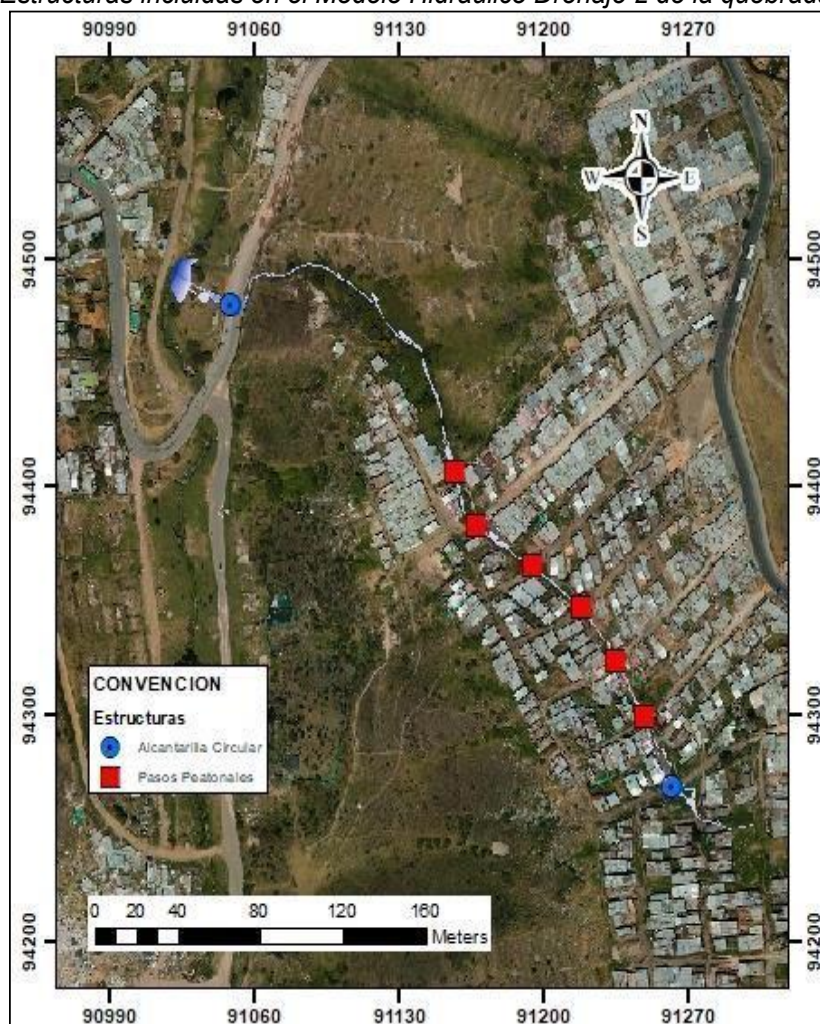 Estructuras incluidas en el Modelo Hidráulico Drenaje 2 de la
90990 91060 91130 91200 91270
N
W E
S
94500 94500
94400 94400
CONVENCION
Estructuras
Alcantarilla Circular
Pasos Peatonales
94300 94300
0 20 40 80 120 160
Meters
94200 94200
90990 91060 91130 91200 91270